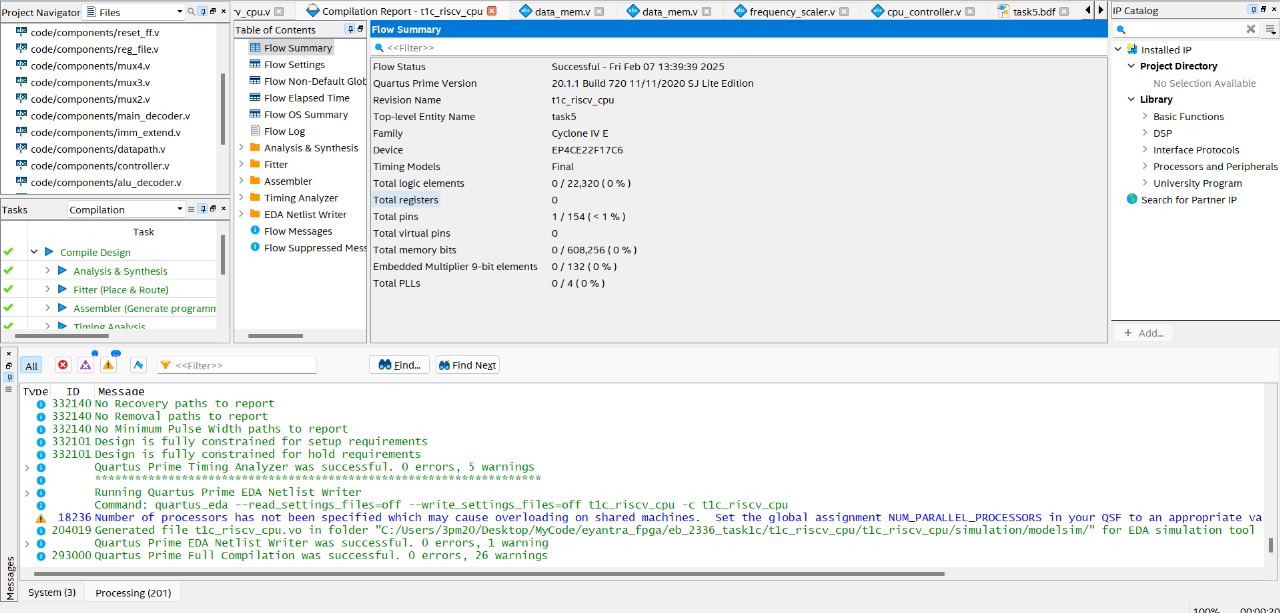 Project Navigator Files
code/components/reset_ff.v
code/components/reg_file.v
code/components/mux4.v
code/components/mux3.v
code/components/mux2.v
code/components/main_decoder.v
code/components/imm_extend.v
code/components/datapath.v
code/components/controller.v
code/components/alu_decoder.v
Tasks Compilation
Task
Compile Design
Analysis & Synthesis
Fitter (Place & Route)
Assembler (Generate programm
Timing Analysis
v_cpu.v Compilation Report - t1c_riscv_cpu data_mem.v data_mem.v frequency_scaler.v cpu_controller.v task5.bdf
Table of Contents
Flow Summary
Flow Settings
Flow Non-Default Glob
Flow Elapsed Time
Flow OS Summary
Flow Log
Analysis & Synthesis
Fitter
Assembler
Timing Analyzer
EDA Netlist Writer
Flow Messages
Flow Suppressed Mess
Flow Summary
<<Filter>>
Flow Status Successful - Fri Feb 07 13:39:39 2025
Quartus Prime Version 20.1.1 Build 720 11/11/2020 SJ Lite Edition
Revision Name t1c_riscv_cpu
Top-level Entity Name task5
Family Cyclone IV E
Device EP4CE22F17C6
Timing Models Final
Total logic elements 0 / 22,320 ( 0 % )
Total registers 0
Total pins 1 / 154 ( < 1 % )
Total virtual pins 0
Total memory bits 0 / 608,256 ( 0 % )
Embedded Multiplier 9-bit elements 0 / 132 ( 0 % )
Total PLLs 0 / 4 ( 0 % )
IP Catalog
Installed IP
Project Directory
No Selection Available
Library
Basic Functions
DSP
Interface Protocols
Processors and Peripherals
University Program
Search for Partner IP
+ Add...
All <<Filter>> Find... Find Next
Type ID Message
332140 No Recovery paths to report
332140 No Removal paths to report
332140 No Minimum Pulse Width paths to report
332101 Design is fully constrained for setup requirements
332101 Design is fully constrained for hold requirements
Quartus Prime Timing Analyzer was successful. 0 errors, 5 warnings
*******************************************************************
Running Quartus Prime EDA Netlist Writer
Command: quartus_eda --read_settings_files=off --write_settings_files=off t1c_riscv_cpu -c t1c_riscv_cpu
18236 Number of processors has not been specified which may cause overloading on shared machines. Set the global assignment NUM_PARALLEL_PROCESSORS in your QSF to an appropriate va
204019 Generated file t1c_riscv_cpu.vo in folder "C:/Users/3pm20/Desktop/MyCode/eyantra_fpga/eb_2336_task1c/t1c_riscv_cpu/t1c_riscv_cpu/simulation/modelsim/" for EDA simulation tool
Quartus Prime EDA Netlist Writer was successful. 0 errors, 1 warning
293000 Quartus Prime Full Compilation was successful. 0 errors, 26 warnings
Messages
System (3) Processing (201)
100% 00:00:20